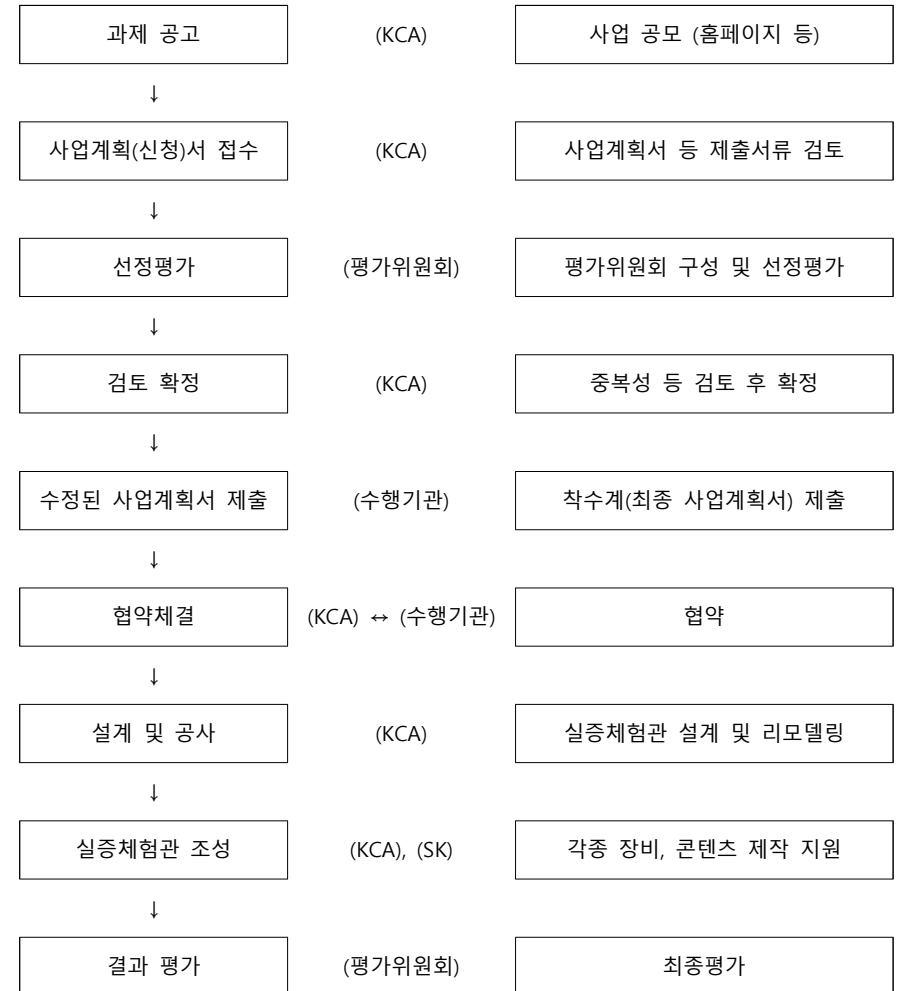 과제 공고 (KCA) 사업 공모 (홈페이지 등)
↓
사업계획(신청)서 접수 (KCA) 사업계획서 등 제출서류 검토
↓
선정평가 (평가위원회) 평가위원회 구성 및 선정평가
↓
검토 확정 (KCA) 중복성 등 검토 후 확정
↓
수정된 사업계획서 제출 (수행기관) 착수계(최종 사업계획서) 제출
↓
협약체결 (KCA) ↔ (수행기관) 협약
↓
설계 및 공사 (KCA) 실증체험관 설계 및 리모델링
↓
실증체험관 조성 (KCA), (SK) 각종 장비, 콘텐츠 제작 지원
↓
결과 평가 (평가위원회) 최종평가